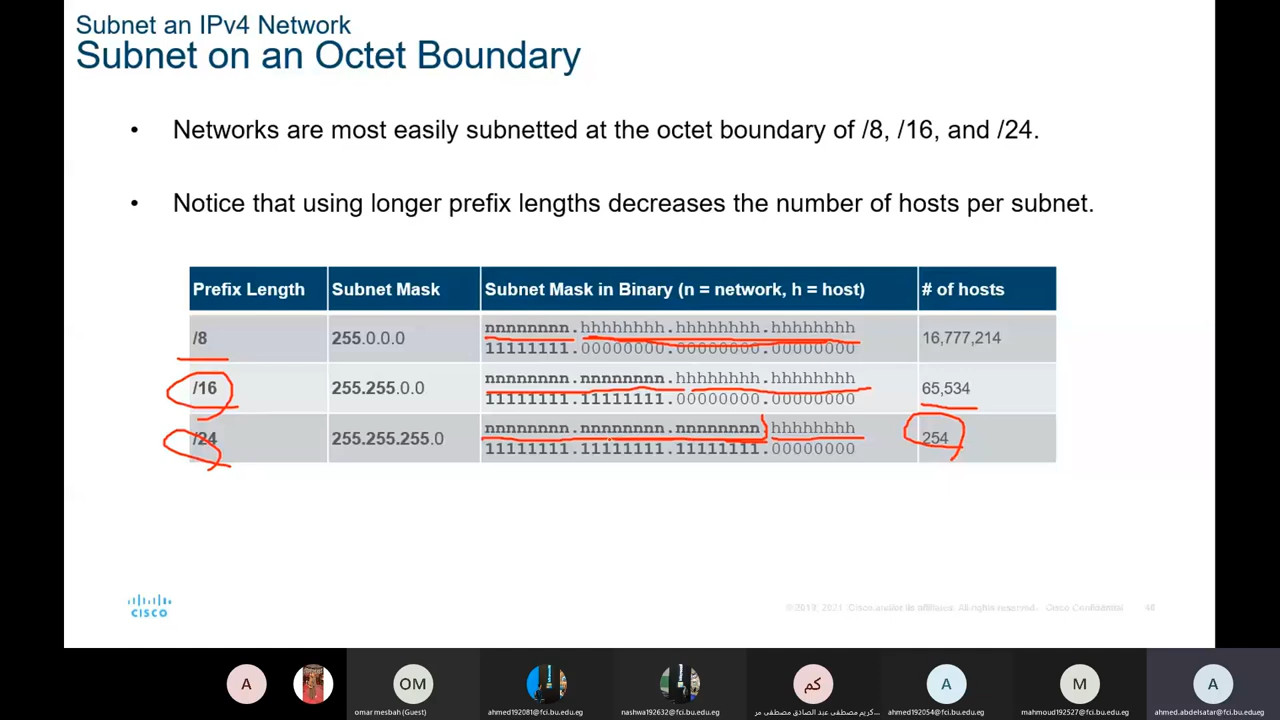 Subnet an IPv4 Network
Subnet on an Octet Boundary
• Networks are most easily subnetted at the octet boundary of /8, /16, and /24.
• Notice that using longer prefix lengths decreases the number of hosts per subnet.
Prefix Length Subnet Mask Subnet Mask in Binary (n = network, h = host) # of hosts
/8 255.0.0.0 nnnnnnnn.hhhhhhhh.hhhhhhhh.hhhhhhhh 16,777,214
11111111.00000000.00000000.00000000
/16 255.255.0.0 nnnnnnnn.nnnnnnnn.hhhhhhhh.hhhhhhhh 65,534
11111111.11111111.00000000.00000000
/24 255.255.255.0 nnnnnnnn.nnnnnnnn.nnnnnnnn.hhhhhhhh 254
11111111.11111111.11111111.00000000
CISCO
© 2019, 2021 Cisco and/or its affiliates. All rights reserved. Cisco Confidential
A OM كم A M A
omar mesbah (Guest) ahmed192081@fci.bu.edu.eg nashwa192632@fci.bu.edu.eg كريم مصطفى عبد الصادق مصطفى مر... ahmed192054@fci.bu.edu.eg mahmoud192527@fci.bu.edu.eg ahmed.abdelsatar@fci.bu.edu.eg